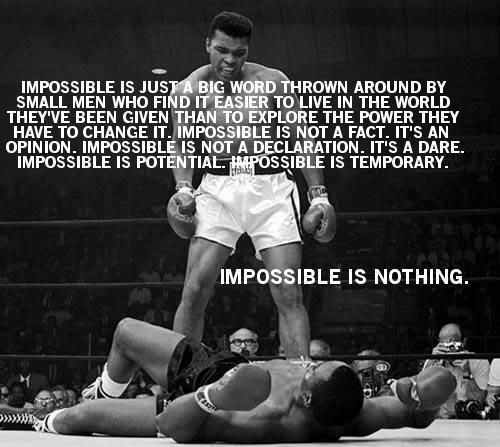 IMPOSSIBLE IS JUST A BIG WORD THROWN AROUND BY
SMALL MEN WHO FIND IT EASIER TO LIVE IN THE WORLD
THEY'VE BEEN GIVEN THAN TO EXPLORE THE POWER THEY
HAVE TO CHANGE IT. IMPOSSIBLE IS NOT A FACT. IT'S AN
OPINION. IMPOSSIBLE IS NOT A DECLARATION. IT'S A DARE.
IMPOSSIBLE IS POTENTIAL. IMPOSSIBLE IS TEMPORARY.
EVERLAST
IMPOSSIBLE IS NOTHING.